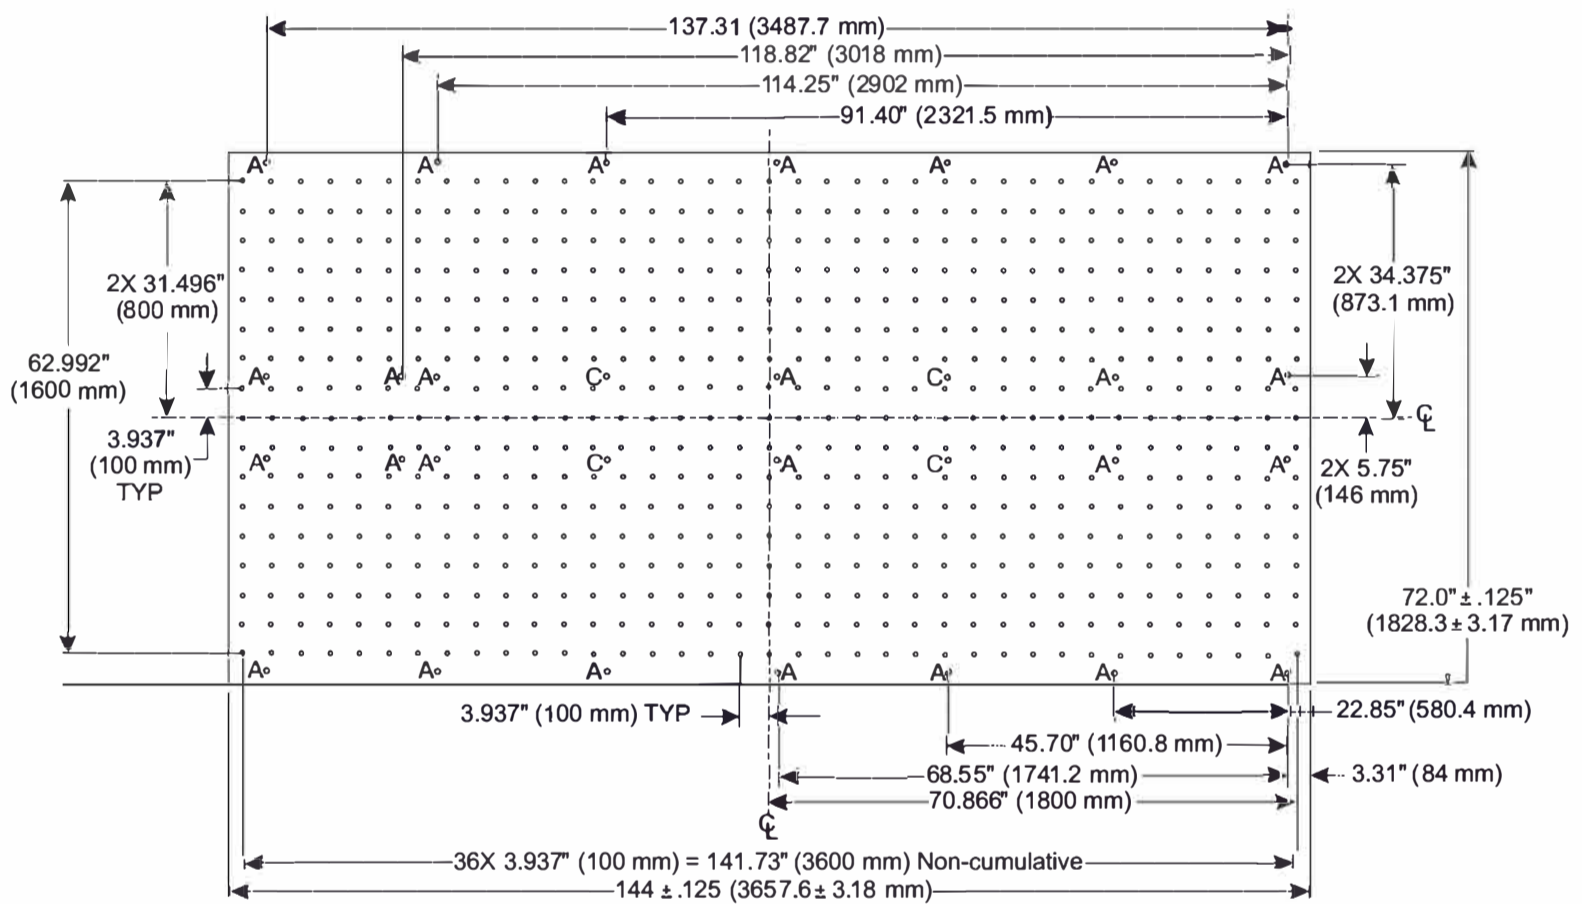 137.31 (3487.7 mm)
118.82" (3018 mm)
114.25" (2902 mm)
91.40" (2321.5 mm)
A A A A A A A
2X 31.496"
(800 mm)
2X 34.375"
(873.1 mm)
62.992"
(1600 mm)
A A A C A C A A
3.937"
(100 mm)
TYP
℄
A A A C A C A A
2X 5.75"
(146 mm)
72.0" ± .125"
(1828.3 ± 3.17 mm)
A A A A A A A
3.937" (100 mm) TYP
22.85" (580.4 mm)
45.70" (1160.8 mm)
68.55" (1741.2 mm)
3.31" (84 mm)
70.866" (1800 mm)
℄
36X 3.937" (100 mm) = 141.73" (3600 mm) Non-cumulative
144 ± .125 (3657.6 ± 3.18 mm)